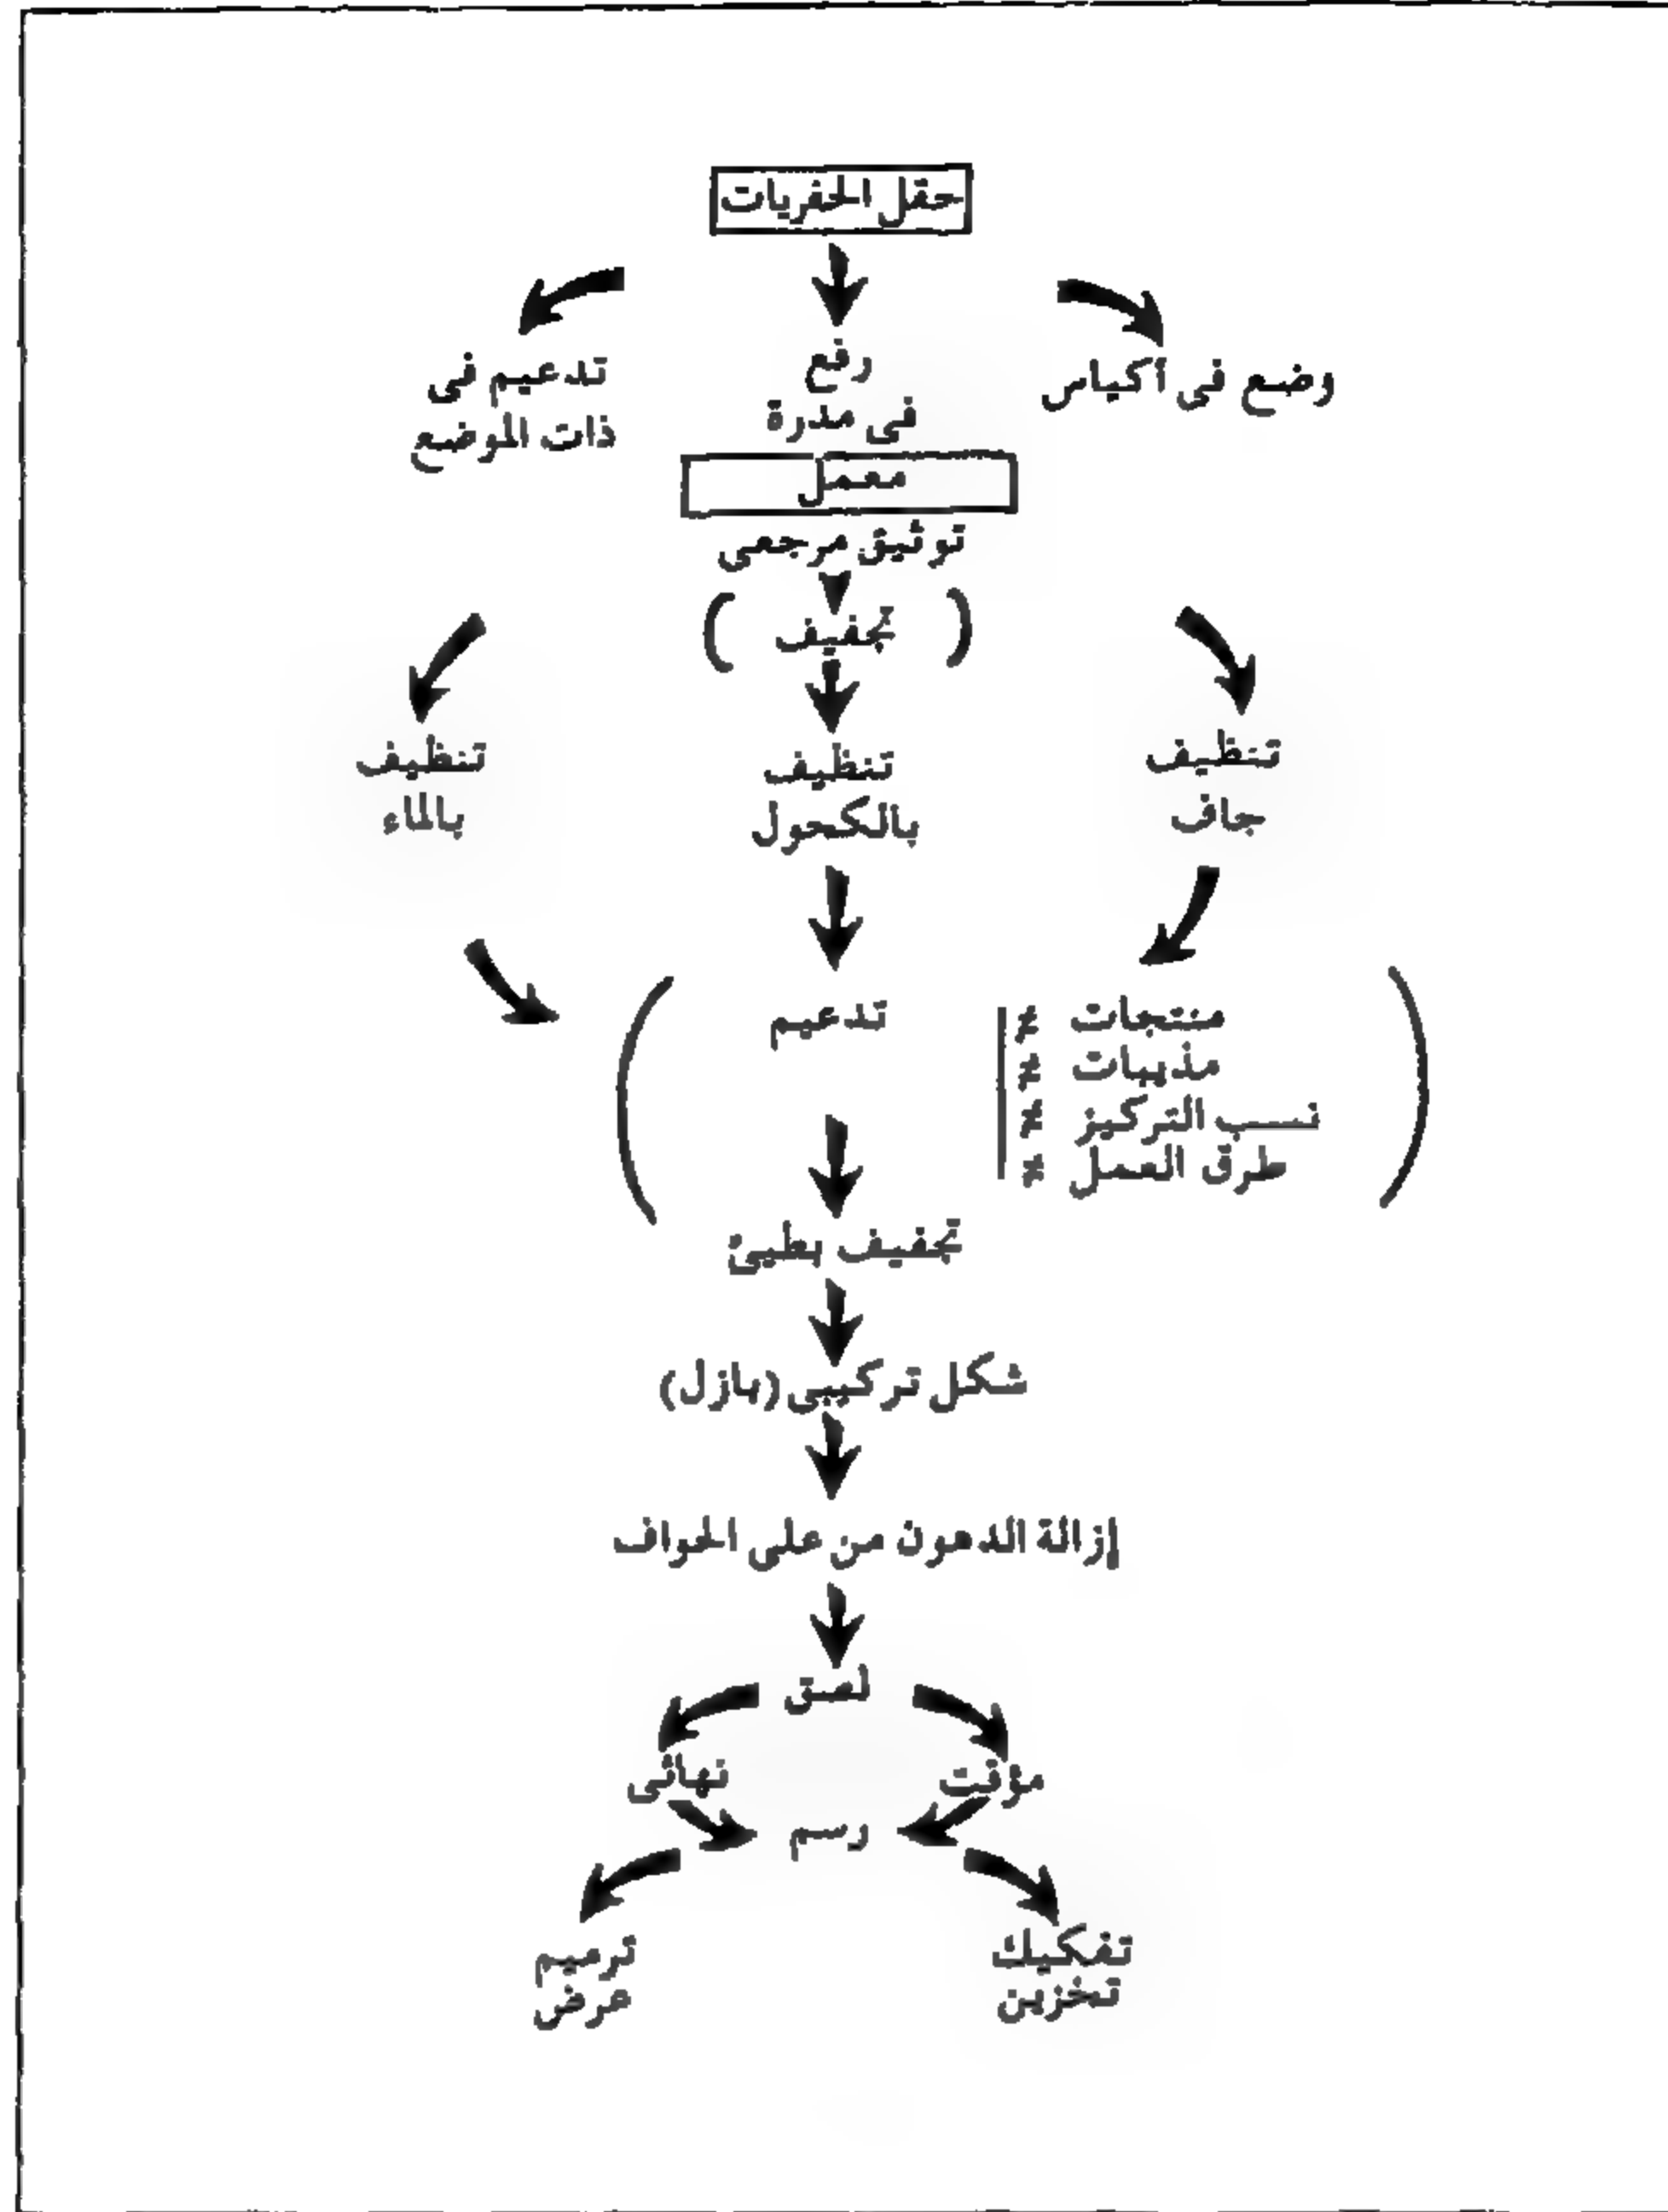 حقل الحفريات
وضع فى أكياس
رفع
فى مدرة
تدعيم فى
ذات الموضع
معمل
توثيق مرجعى
( تجفيف )
تنظيف
جاف
تنظيف
بالكحول
تنظيف
بالماء
تدعيم
منتجات ≠
مذيبات ≠
نسب التركيز ≠
طرق العمل ≠
تجفيف بطيئ
شكل تركيبى (بازل)
إزالة الدهون من على الحواف
لصق
مؤقت
نهائى
رسم
تفكيك
تخزين
ترميم
عرض